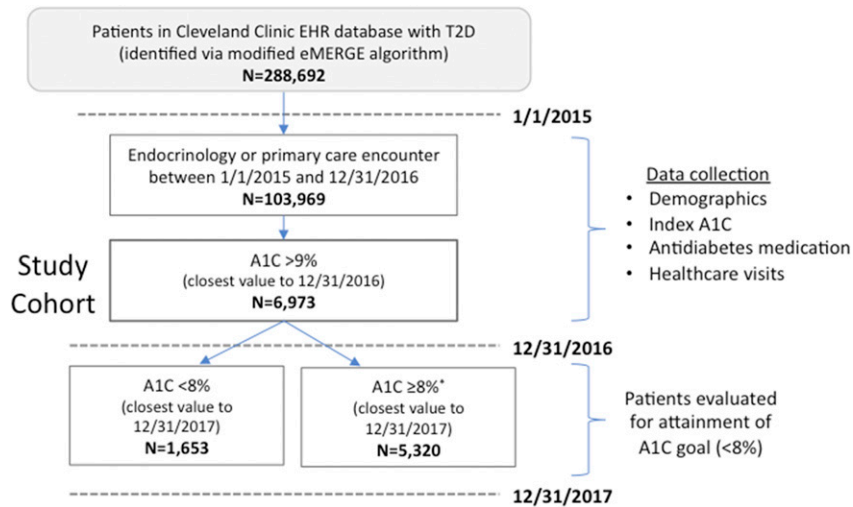 Patients in Cleveland Clinic EHR database with T2D
(identified via modified eMERGE algorithm)
N=288,692
1/1/2015
Endocrinology or primary care encounter
between 1/1/2015 and 12/31/2016
N=103,969
Data collection
• Demographics
• Index A1C
• Antidiabetes medication
• Healthcare visits
Study
Cohort
A1C >9%
(closest value to 12/31/2016)
N=6,973
12/31/2016
A1C <8%
(closest value to
12/31/2017)
N=1,653
A1C ≥8%*
(closest value to
12/31/2017)
N=5,320
Patients evaluated
for attainment of
A1C goal (<8%)
12/31/2017